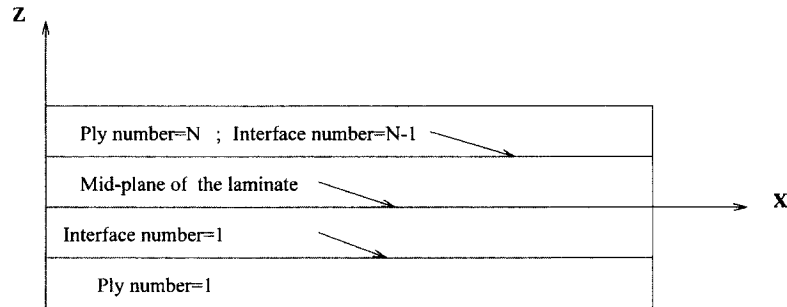 Z
Ply number=N ; Interface number=N-1
Mid-plane of the laminate
X
Interface number=1
Ply number=1